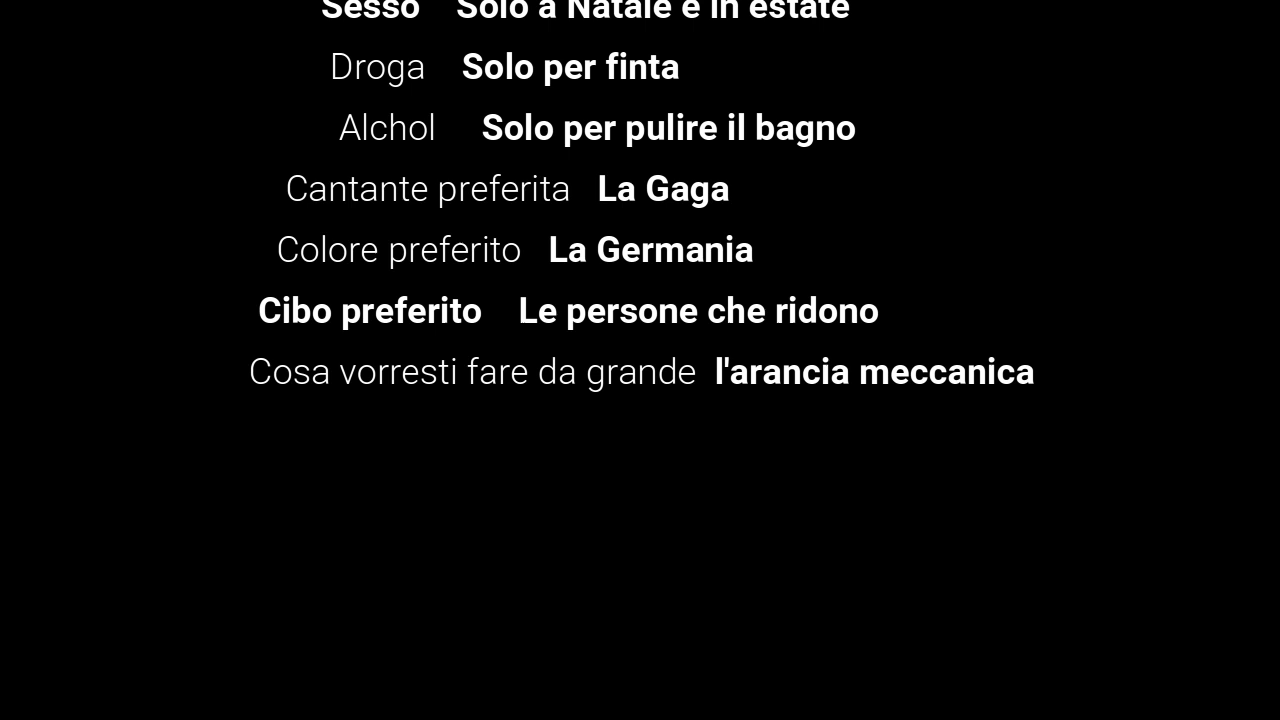 Sesso Solo a Natale e in estate
Droga Solo per finta
Alchol Solo per pulire il bagno
Cantante preferita La Gaga
Colore preferito La Germania
Cibo preferito Le persone che ridono
Cosa vorresti fare da grande l'arancia meccanica